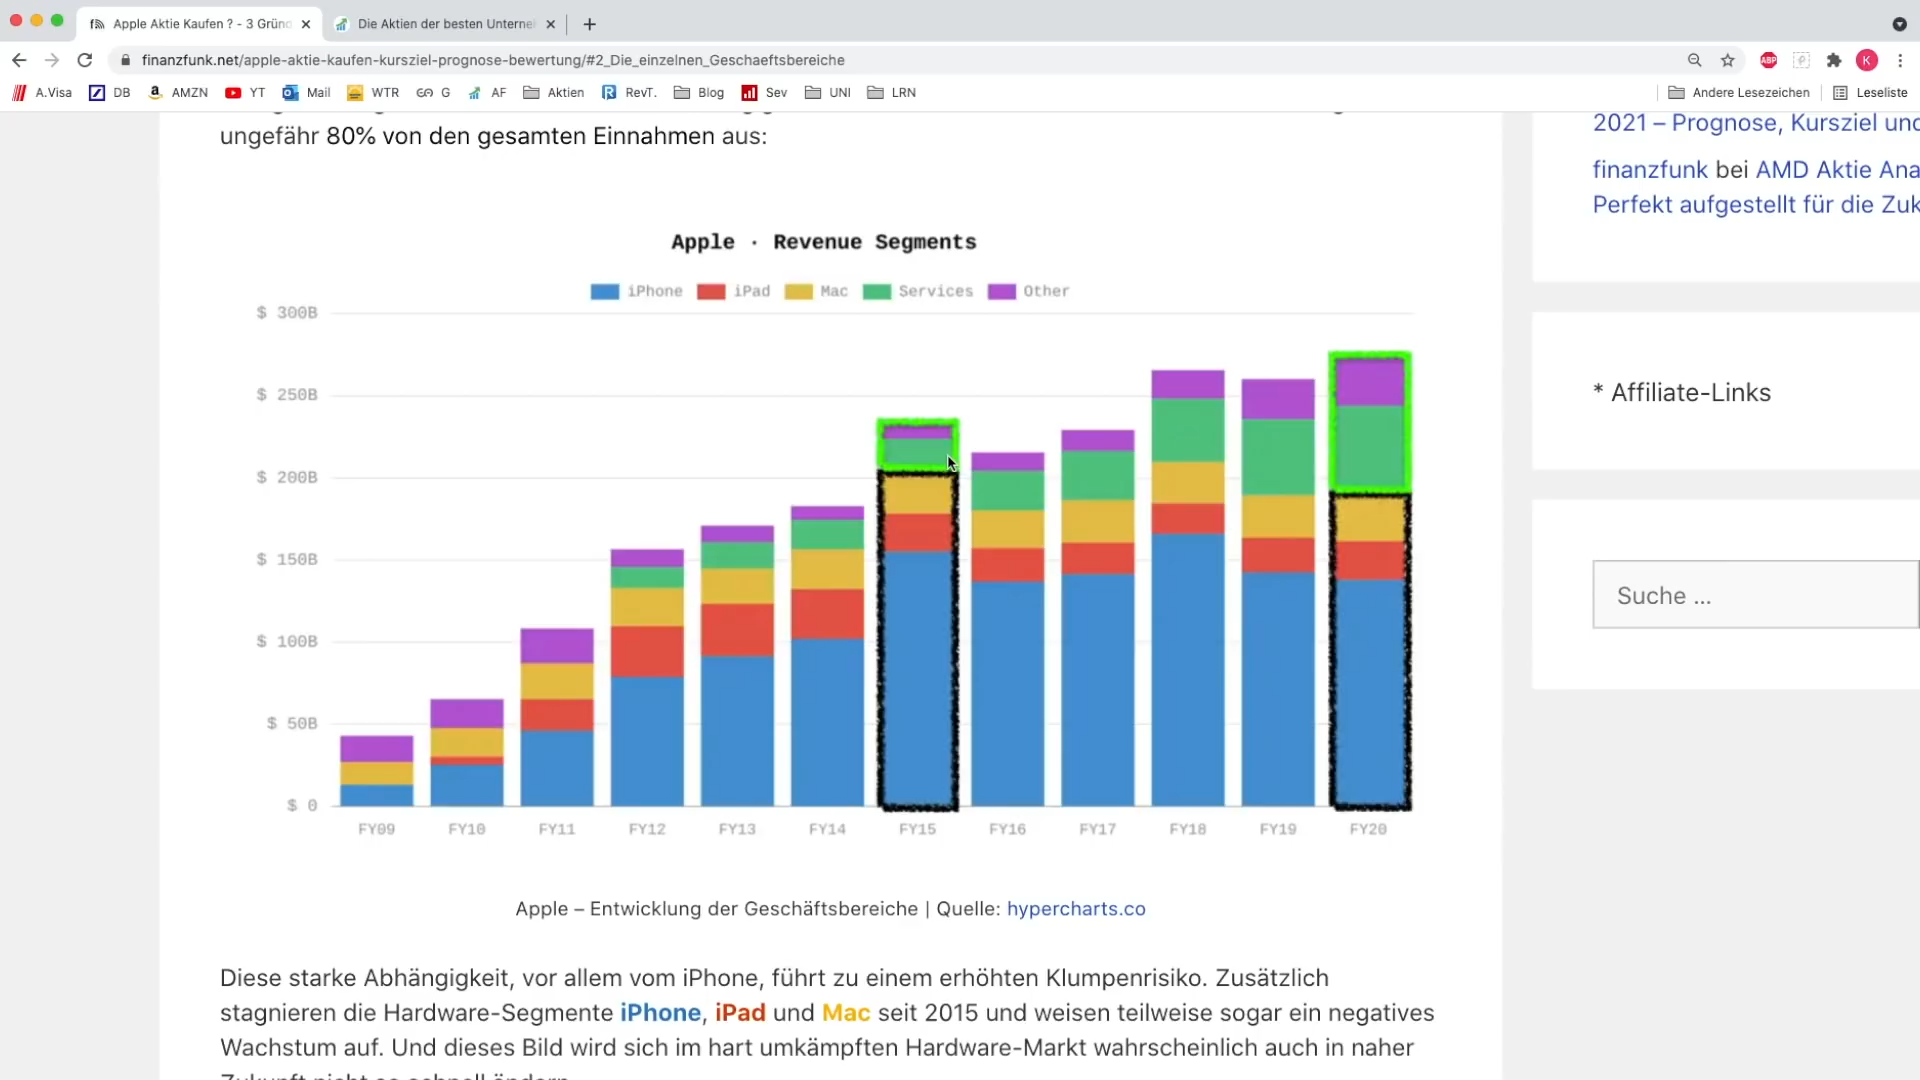 Apple Aktie Kaufen ? - 3 Gründ
Die Aktien der besten Unterne
finanzfunk.net/apple-aktie-kaufen-kursziel-prognose-bewertung/#2_Die_einzelnen_Geschaeftsbereiche
ABP
K
A.Visa
DB
AMZN
YT
Mail
WTR
G
AF
Aktien
RevT.
Blog
Sev
UNI
LRN
Andere Lesezeichen
Leseliste
ungefähr 80% von den gesamten Einnahmen aus:
Apple · Revenue Segments
iPhone iPad Mac Services Other
$ 300B
$ 250B
$ 200B
$ 150B
$ 100B
$ 50B
$ 0
FY09 FY10 FY11 FY12 FY13 FY14 FY15 FY16 FY17 FY18 FY19 FY20
Apple – Entwicklung der Geschäftsbereiche | Quelle: hypercharts.co
Diese starke Abhängigkeit, vor allem vom iPhone, führt zu einem erhöhten Klumpenrisiko. Zusätzlich
stagnieren die Hardware-Segmente iPhone, iPad und Mac seit 2015 und weisen teilweise sogar ein negatives
Wachstum auf. Und dieses Bild wird sich im hart umkämpften Hardware-Markt wahrscheinlich auch in naher
2021 – Prognose, Kursziel und
finanzfunk bei AMD Aktie Ana
Perfekt aufgestellt für die Zuk
* Affiliate-Links
Suche ...